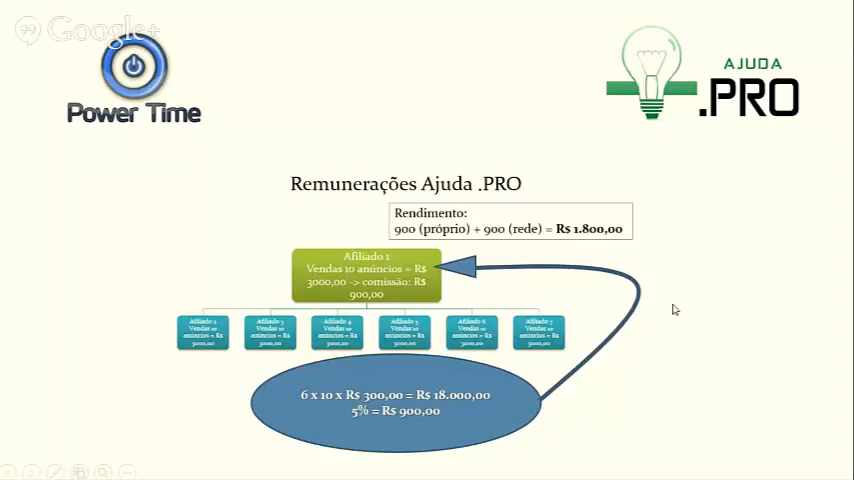 Google+
Power Time
AJUDA
.PRO
Remunerações Ajuda .PRO
Rendimento:
900 (próprio) + 900 (rede) = R$ 1.800,00
Afiliado 1
Vendas 10 anúncios = R$
3000,00 -> comissão: R$
900,00
Afiliado 2
Vendas 10
anúncios = R$
3000,00
Afiliado 3
Vendas 10
anúncios = R$
3000,00
Afiliado 4
Vendas 10
anúncios = R$
3000,00
Afiliado 5
Vendas 10
anúncios = R$
3000,00
Afiliado 6
Vendas 10
anúncios = R$
3000,00
Afiliado 7
Vendas 10
anúncios = R$
3000,00
6 x 10 x R$ 300,00 = R$ 18.000,00
5% = R$ 900,00